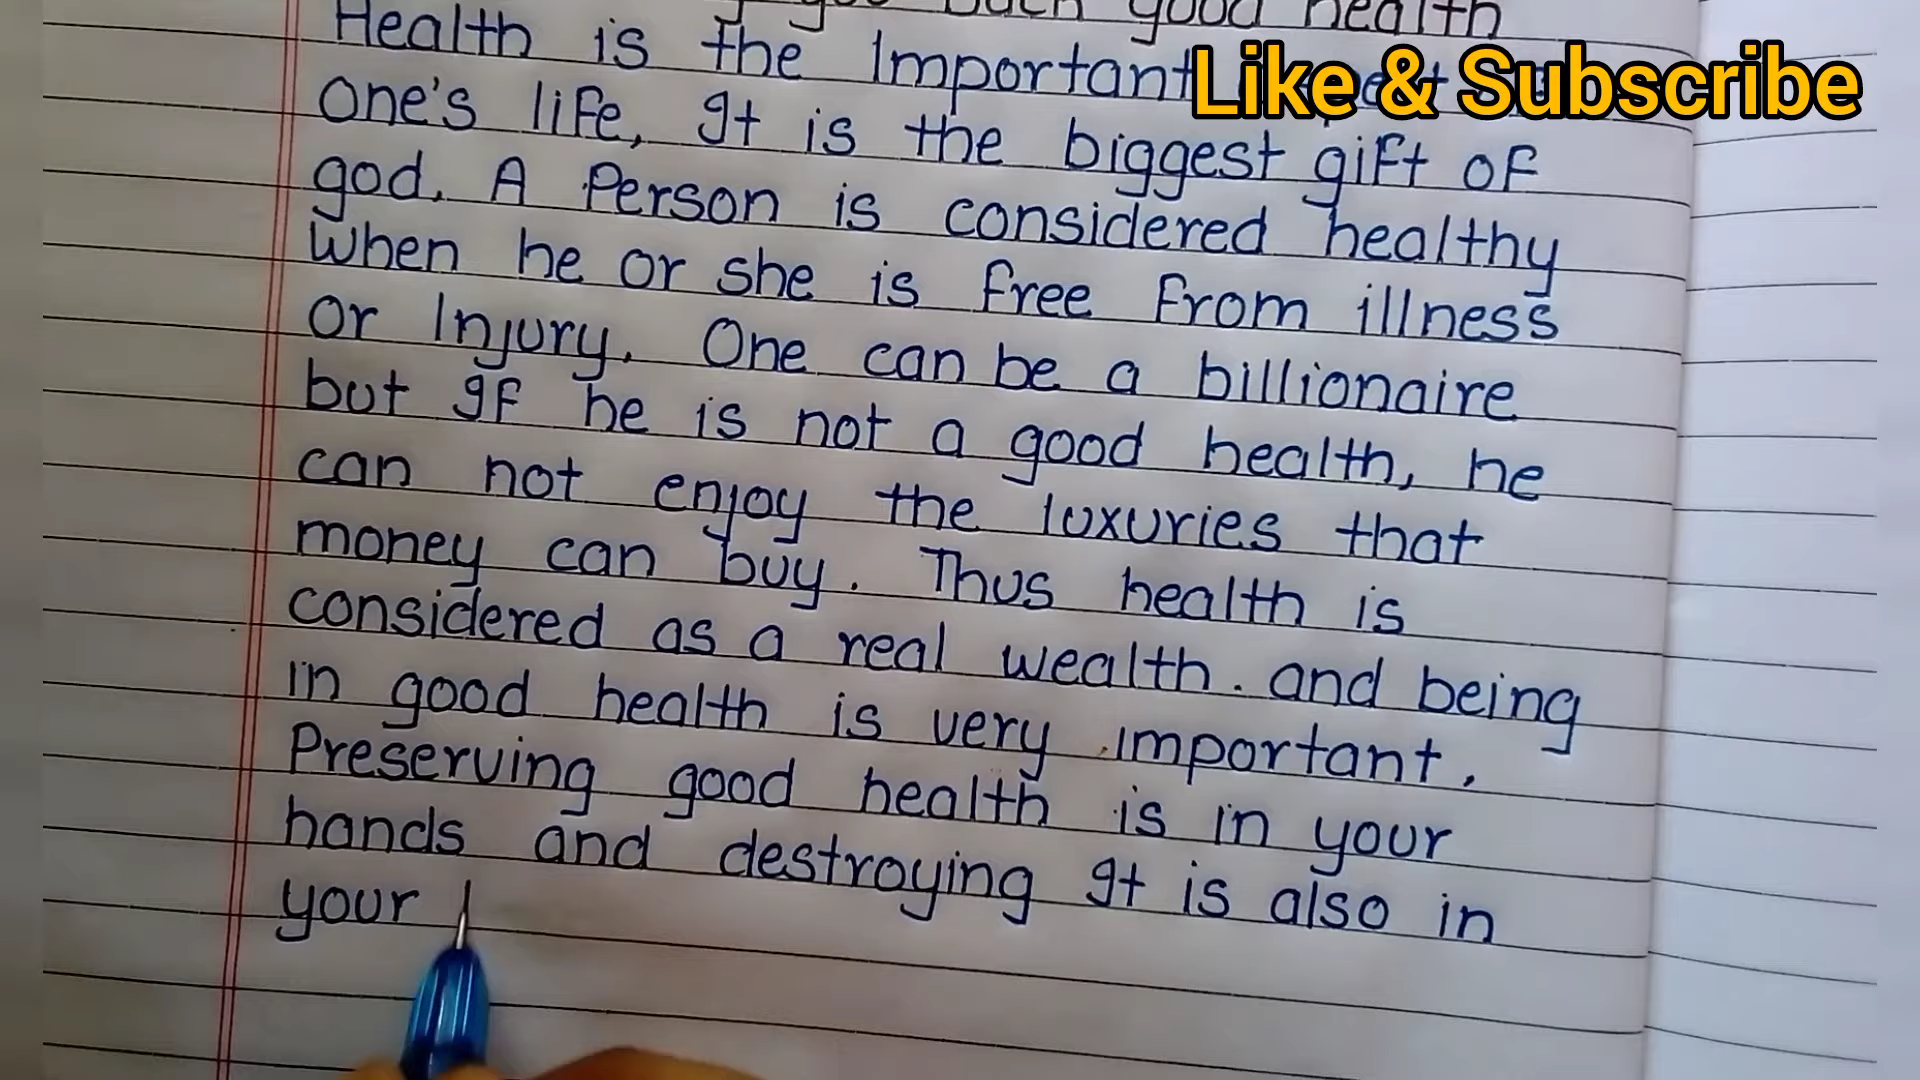 good health
Health is the Important
Like & Subscribe
one's life, It is the biggest gift of
god. A Person is considered healthy
when he or she is free from illness
or Injury. One can be a billionaire
but If he is not a good health, he
can not enjoy the luxuries that
money can buy. Thus health is
considered as a real wealth. and being
in good health is very important.
Preserving good health is in your
hands and destroying It is also in
your